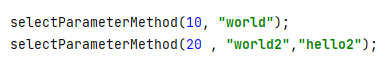 selectParameterMethod(10, "world");
selectParameterMethod(20 , "world2","hello2");